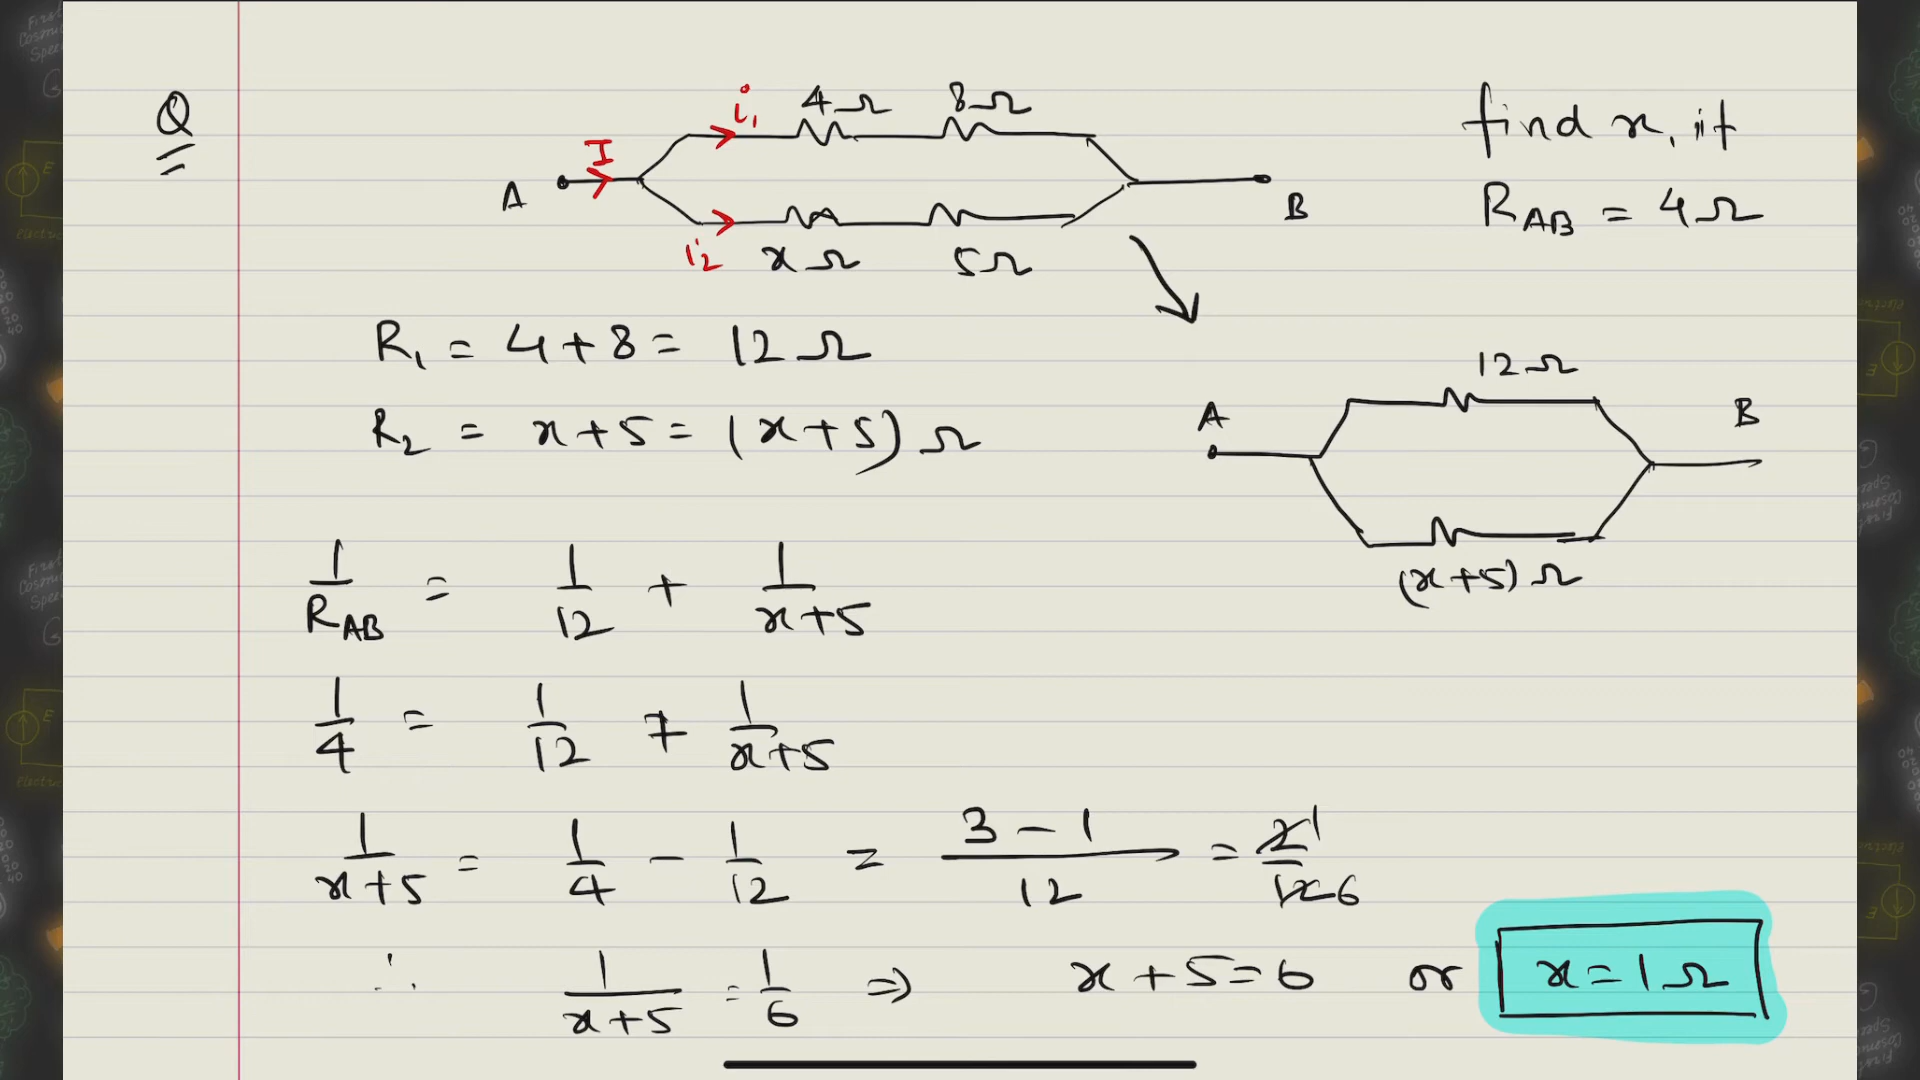 Q
find x, if
R_AB = 4Ω
I
i₁
4Ω
8Ω
A
B
i₂
xΩ
5Ω
R₁ = 4+8 = 12Ω
R₂ = x+5 = (x+5)Ω
12Ω
A
B
(x+5)Ω
1/R_AB = 1/12 + 1/(x+5)
1/4 = 1/12 + 1/(x+5)
1/(x+5) = 1/4 - 1/12 = (3-1)/12 = 2̸ 1/1̸2̸ 6
∴ 1/(x+5) = 1/6 ⇒ x+5=6 or x=1Ω